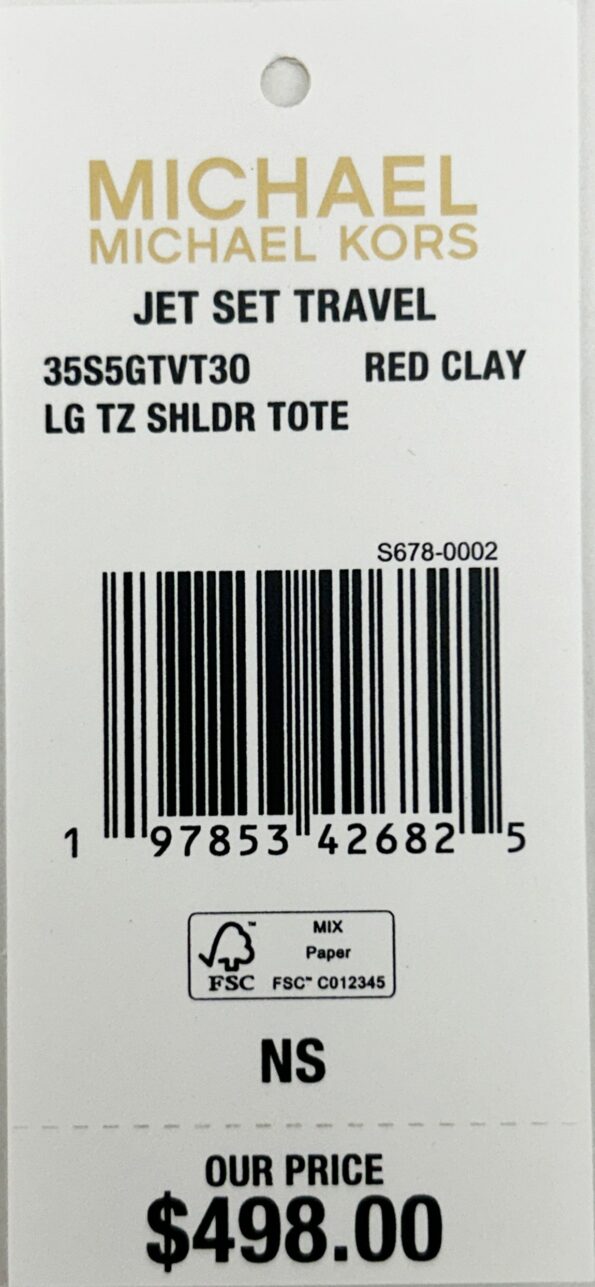 MICHAEL
MICHAEL KORS
JET SET TRAVEL
35S5GTVT3O RED CLAY
LG TZ SHLDR TOTE
S678-0002
1 97853 42682 5
FSC™ MIX
Paper
FSC™ C012345
NS
OUR PRICE
$498.00